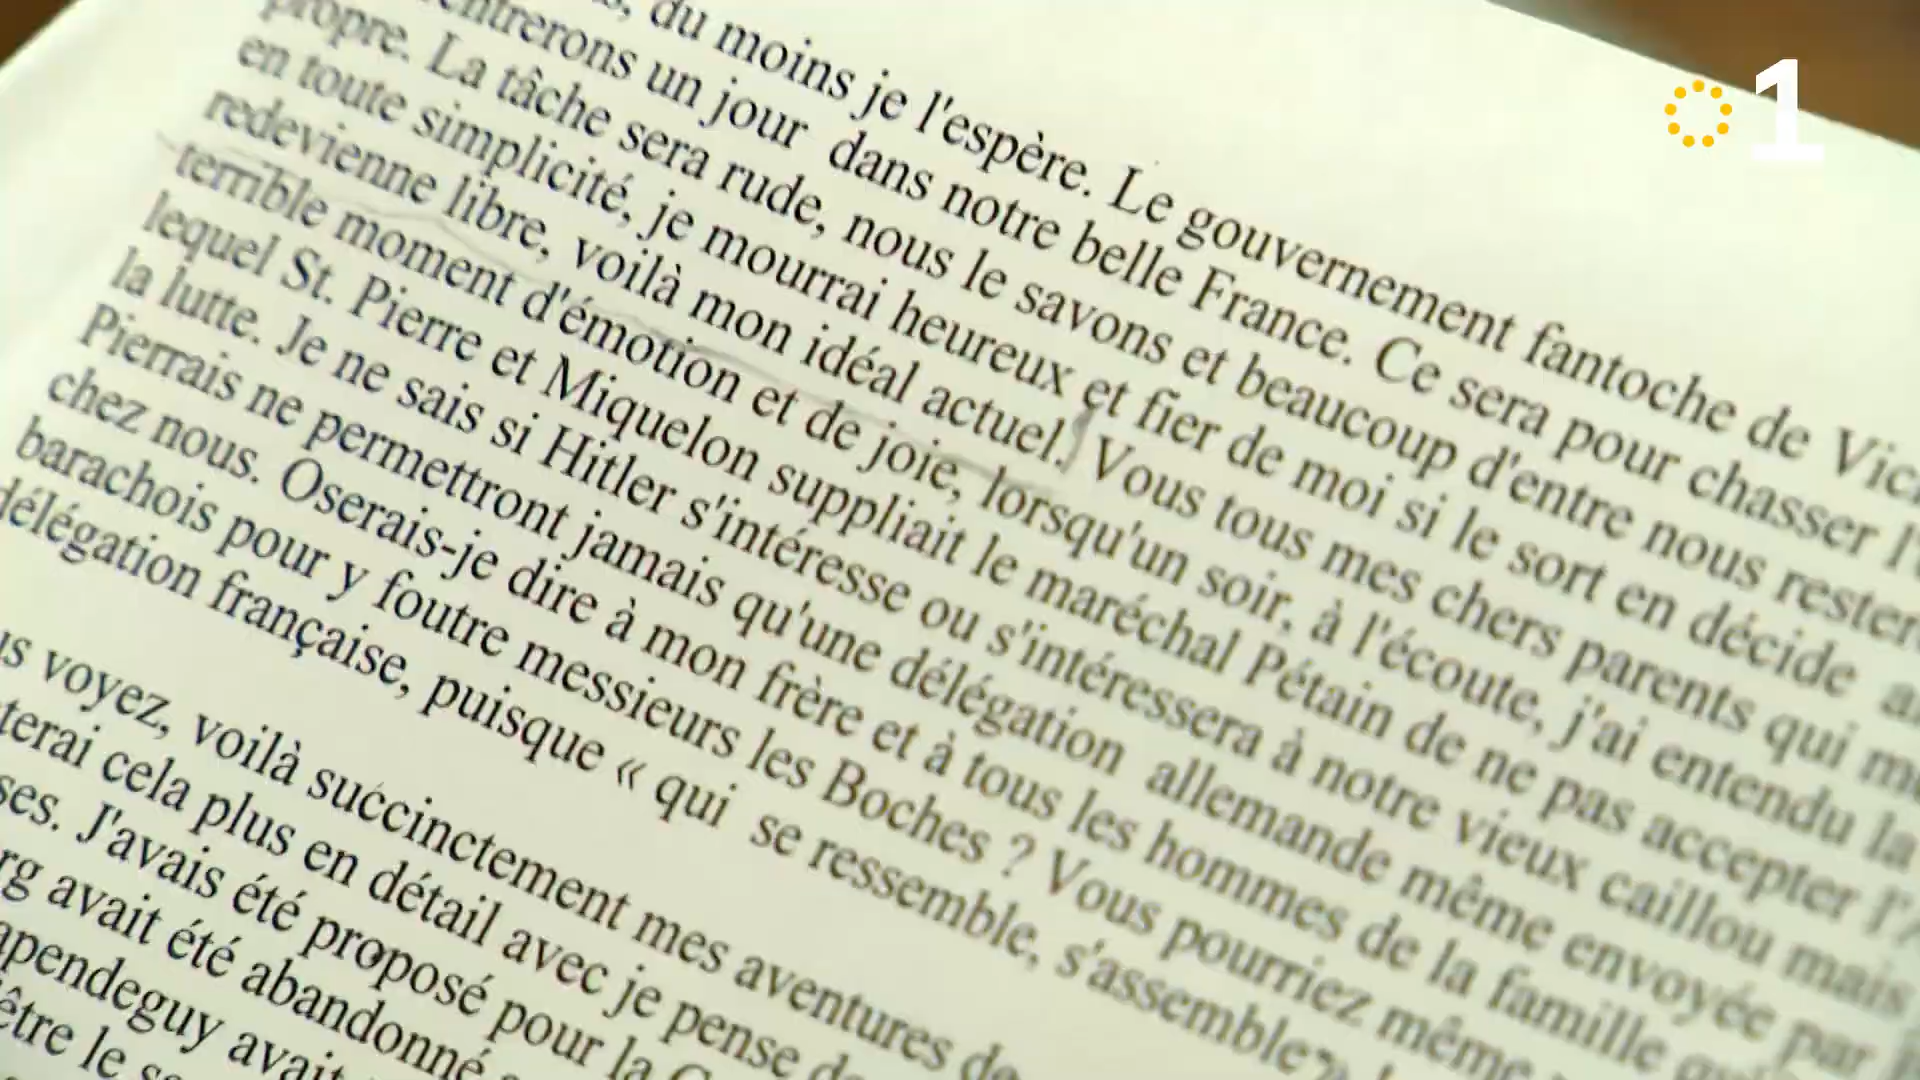 du moins je l'espère. Le gouvernement fantoche de Vic
entrerons un jour dans notre belle France. Ce sera pour chasser l'
propre. La tâche sera rude, nous le savons et beaucoup d'entre nous rester
en toute simplicité, je mourrai heureux et fier de moi si le sort en décide
redevienne libre, voilà mon idéal actuel. Vous tous mes chers parents qui
terrible moment d'émotion et de joie, lorsqu'un soir, à l'écoute, j'ai entendu la
lequel St. Pierre et Miquelon suppliait le maréchal Pétain de ne pas accepter l'
la lutte. Je ne sais si Hitler s'intéresse ou s'intéressera à notre vieux caillou mais
Pierrais ne permettront jamais qu'une délégation allemande même envoyée par
chez nous. Oserais-je dire à mon frère et à tous les hommes de la famille
barachois pour y foutre messieurs les Boches ? Vous pourriez même
délégation française, puisque « qui se ressemble, s'assemble»
us voyez, voilà succinctement mes aventures de
terai cela plus en détail avec je pense de
ses. J'avais été proposé pour la
rg avait été abandonné
apendeguy avait
être le
1